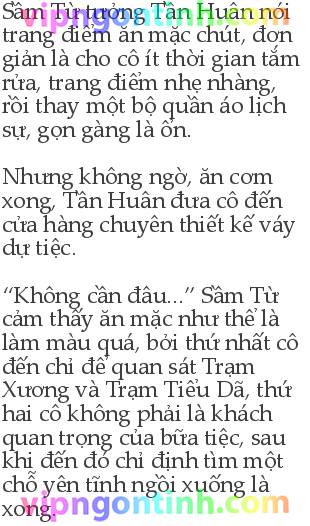 Sầm Từ tưởng Tần Huân nói
trang điểm ăn mặc chút, đơn
giản là cho cô ít thời gian tắm
rửa, trang điểm nhẹ nhàng,
rồi thay một bộ quần áo lịch
sự, gọn gàng là ổn.

Nhưng không ngờ, ăn cơm
xong, Tần Huân đưa cô đến
cửa hàng chuyên thiết kế váy
dự tiệc.

“Không cần đâu...” Sầm Từ
cảm thấy ăn mặc như thế là
làm màu quá, bởi thứ nhất cô
đến chỉ để quan sát Trạm
Xương và Trạm Tiểu Dã, thứ
hai cô không phải là khách
quan trọng của bữa tiệc, sau
khi đến đó chỉ định tìm một
chỗ yên tĩnh ngồi xuống là
xong.
vipngontinh.com
vipngontinh.com